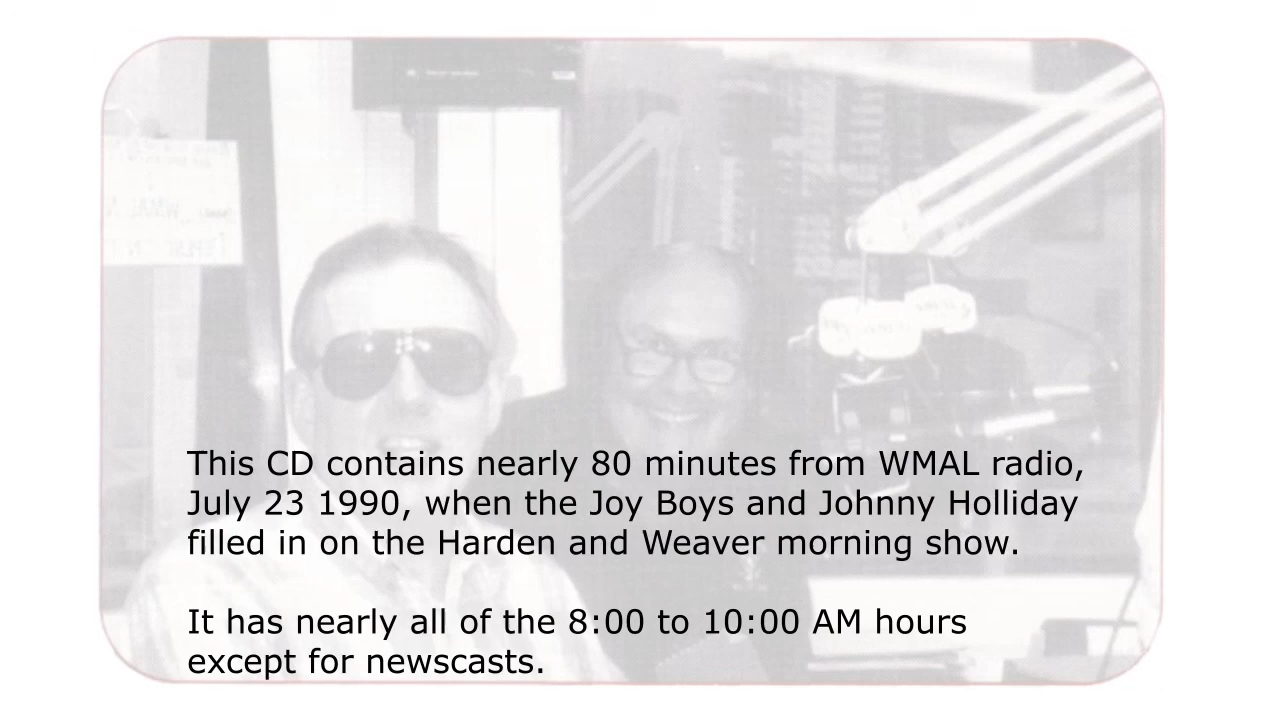 This CD contains nearly 80 minutes from WMAL radio,
July 23 1990, when the Joy Boys and Johnny Holliday
filled in on the Harden and Weaver morning show.
It has nearly all of the 8:00 to 10:00 AM hours
except for newscasts.